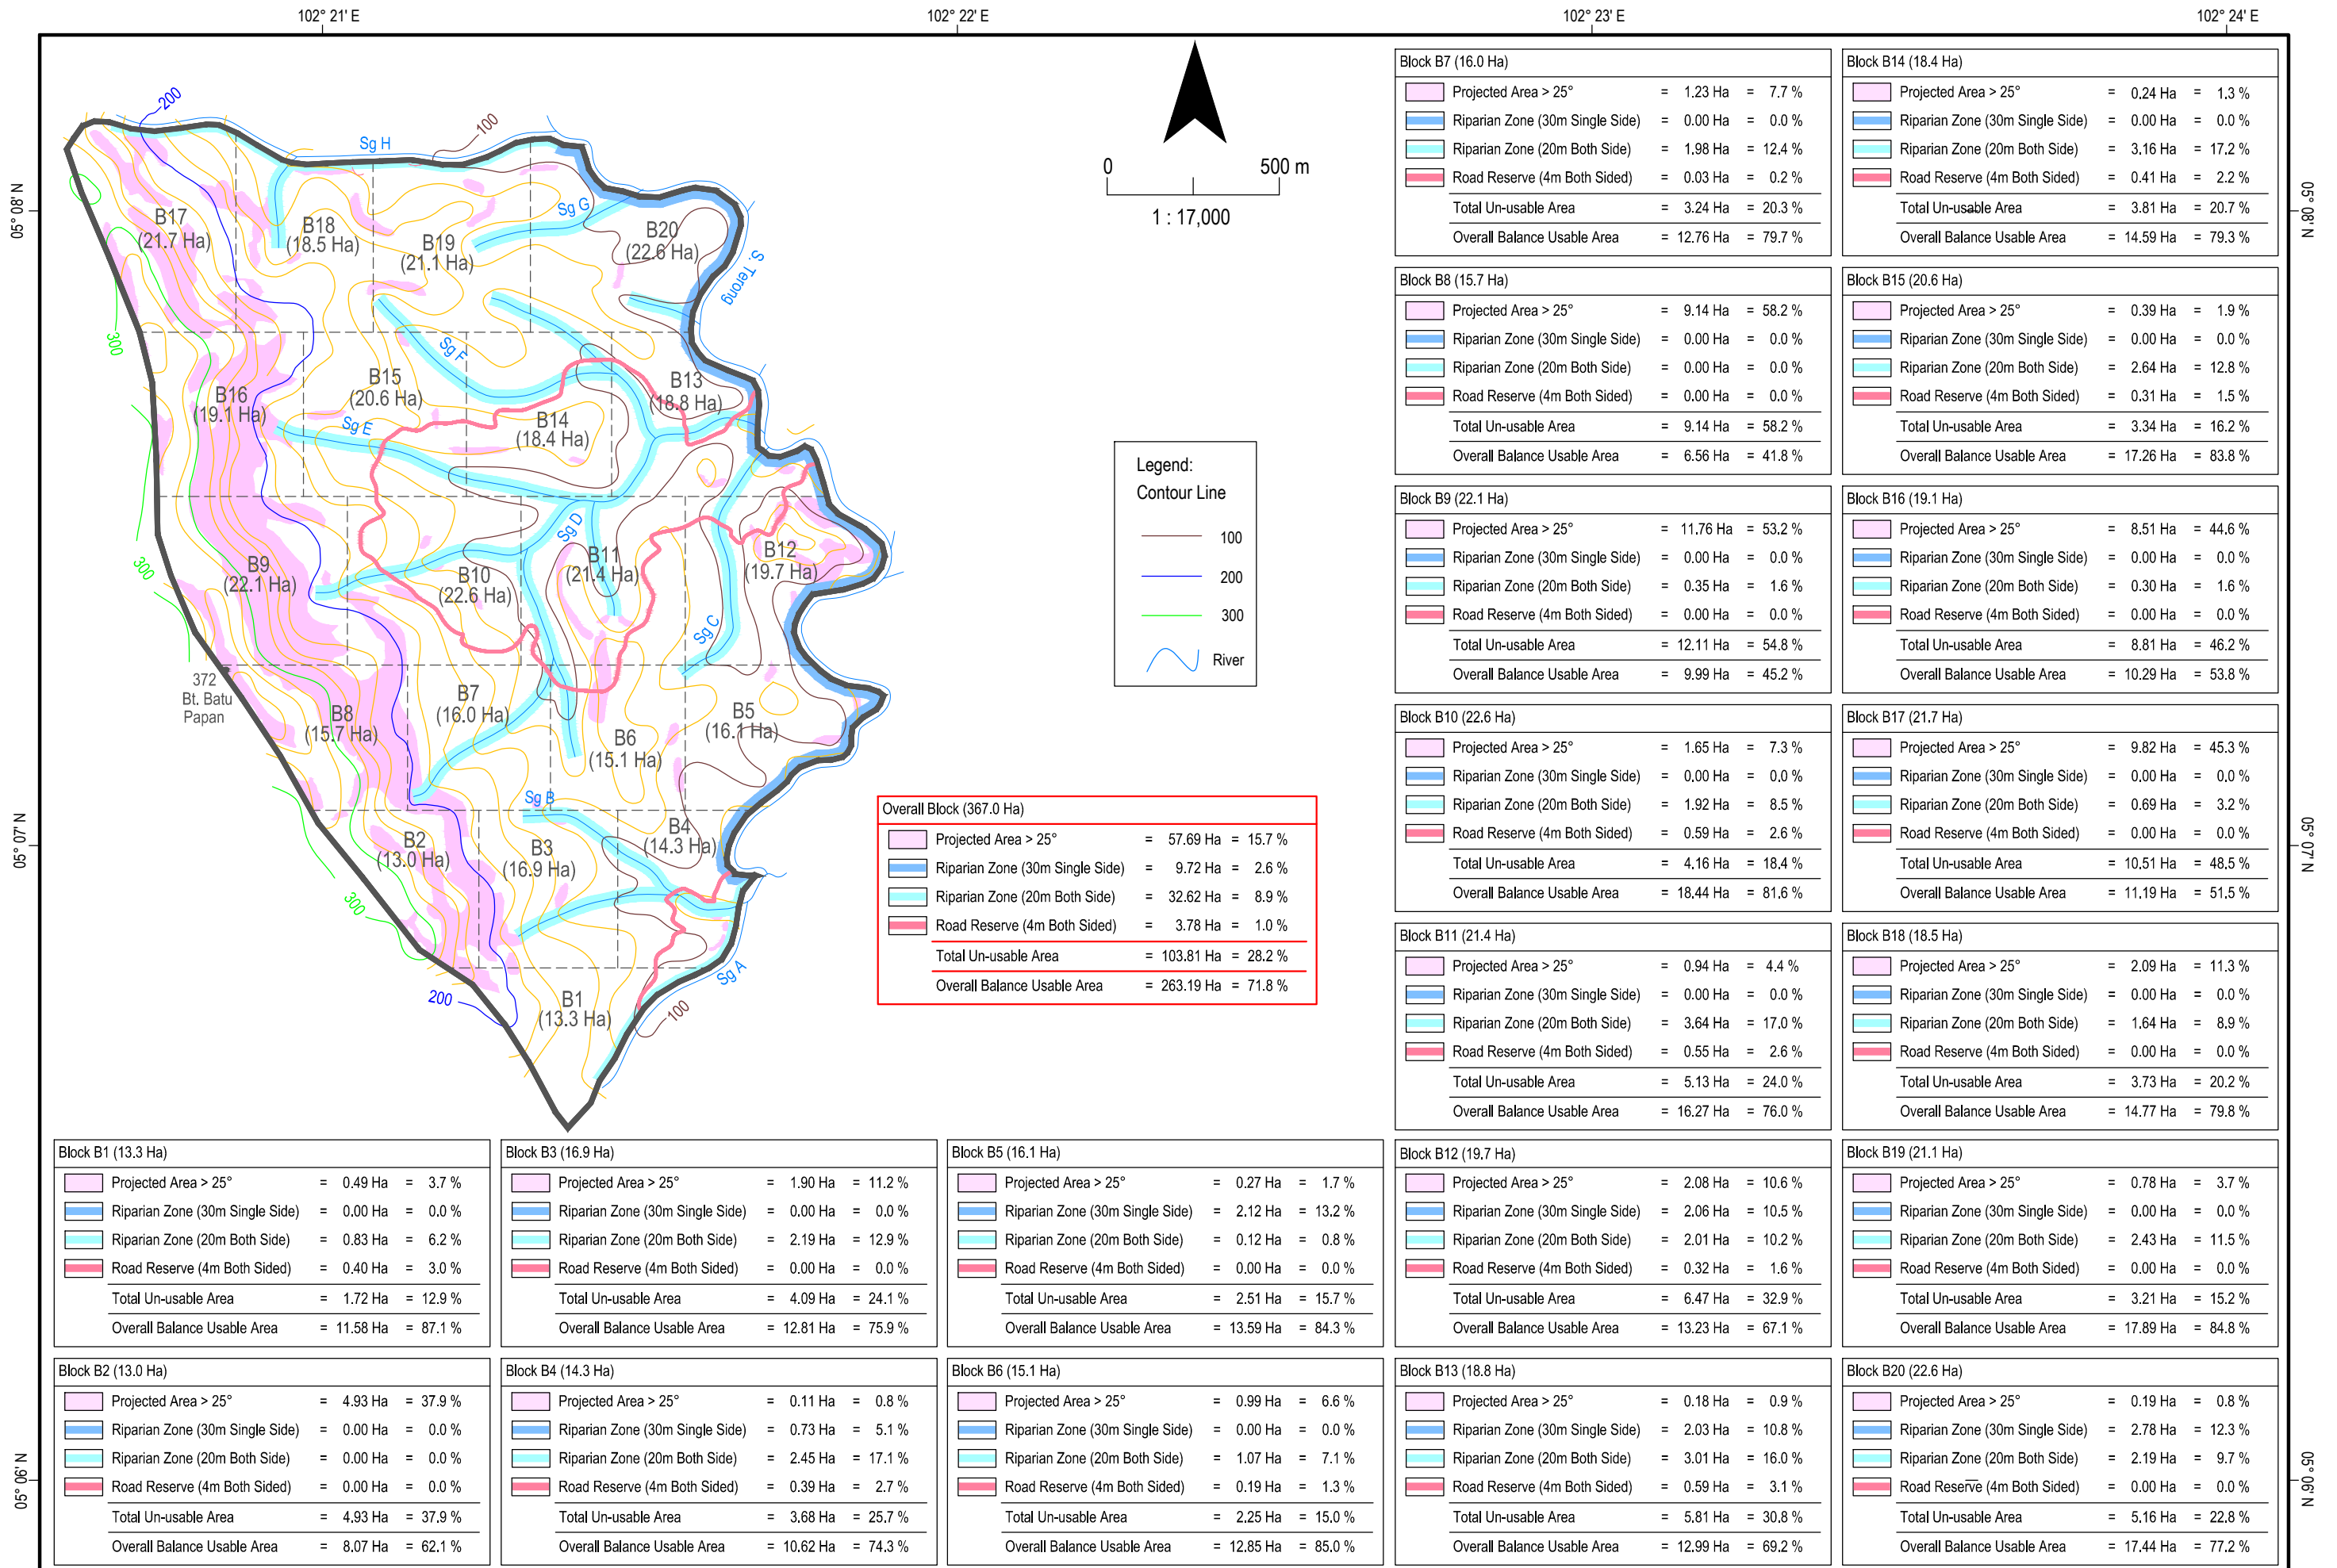 102° 21' E
102° 22' E
102° 23' E
102° 24' E
05° 08' N
05° 07' N
05° 06' N
05° 08' N
05° 07' N
05° 06' N
0 500 m
1 : 17,000
200
100
Sg H
B17
(21.7 Ha)
B18
(18.5 Ha)
B19
(21.1 Ha)
Sg G
B20
(22.6 Ha)
S. Terong
300
Sg F
B16
(19.1 Ha)
B15
(20.6 Ha)
B13
(18.8 Ha)
Sg E
B14
(18.4 Ha)
Sg D
300
B9
(22.1 Ha)
B10
(22.6 Ha)
B11
(21.4 Ha)
B12
(19.7 Ha)
Sg C
372
Bt. Batu
Papan
B8
(15.7 Ha)
B7
(16.0 Ha)
B6
(15.1 Ha)
B5
(16.1 Ha)
Sg B
B2
(13.0 Ha)
B3
(16.9 Ha)
B4
(14.3 Ha)
300
200
B1
(13.3 Ha)
Sg A
100
Legend:
Contour Line
100
200
300
River
Overall Block (367.0 Ha)
Projected Area > 25° = 57.69 Ha = 15.7 %
Riparian Zone (30m Single Side) = 9.72 Ha = 2.6 %
Riparian Zone (20m Both Side) = 32.62 Ha = 8.9 %
Road Reserve (4m Both Sided) = 3.78 Ha = 1.0 %
Total Un-usable Area = 103.81 Ha = 28.2 %
Overall Balance Usable Area = 263.19 Ha = 71.8 %
Block B1 (13.3 Ha)
Projected Area > 25° = 0.49 Ha = 3.7 %
Riparian Zone (30m Single Side) = 0.00 Ha = 0.0 %
Riparian Zone (20m Both Side) = 0.83 Ha = 6.2 %
Road Reserve (4m Both Sided) = 0.40 Ha = 3.0 %
Total Un-usable Area = 1.72 Ha = 12.9 %
Overall Balance Usable Area = 11.58 Ha = 87.1 %
Block B2 (13.0 Ha)
Projected Area > 25° = 4.93 Ha = 37.9 %
Riparian Zone (30m Single Side) = 0.00 Ha = 0.0 %
Riparian Zone (20m Both Side) = 0.00 Ha = 0.0 %
Road Reserve (4m Both Sided) = 0.00 Ha = 0.0 %
Total Un-usable Area = 4.93 Ha = 37.9 %
Overall Balance Usable Area = 8.07 Ha = 62.1 %
Block B3 (16.9 Ha)
Projected Area > 25° = 1.90 Ha = 11.2 %
Riparian Zone (30m Single Side) = 0.00 Ha = 0.0 %
Riparian Zone (20m Both Side) = 2.19 Ha = 12.9 %
Road Reserve (4m Both Sided) = 0.00 Ha = 0.0 %
Total Un-usable Area = 4.09 Ha = 24.1 %
Overall Balance Usable Area = 12.81 Ha = 75.9 %
Block B4 (14.3 Ha)
Projected Area > 25° = 0.11 Ha = 0.8 %
Riparian Zone (30m Single Side) = 0.73 Ha = 5.1 %
Riparian Zone (20m Both Side) = 2.45 Ha = 17.1 %
Road Reserve (4m Both Sided) = 0.39 Ha = 2.7 %
Total Un-usable Area = 3.68 Ha = 25.7 %
Overall Balance Usable Area = 10.62 Ha = 74.3 %
Block B5 (16.1 Ha)
Projected Area > 25° = 0.27 Ha = 1.7 %
Riparian Zone (30m Single Side) = 2.12 Ha = 13.2 %
Riparian Zone (20m Both Side) = 0.12 Ha = 0.8 %
Road Reserve (4m Both Sided) = 0.00 Ha = 0.0 %
Total Un-usable Area = 2.51 Ha = 15.7 %
Overall Balance Usable Area = 13.59 Ha = 84.3 %
Block B6 (15.1 Ha)
Projected Area > 25° = 0.99 Ha = 6.6 %
Riparian Zone (30m Single Side) = 0.00 Ha = 0.0 %
Riparian Zone (20m Both Side) = 1.07 Ha = 7.1 %
Road Reserve (4m Both Sided) = 0.19 Ha = 1.3 %
Total Un-usable Area = 2.25 Ha = 15.0 %
Overall Balance Usable Area = 12.85 Ha = 85.0 %
Block B7 (16.0 Ha)
Projected Area > 25° = 1.23 Ha = 7.7 %
Riparian Zone (30m Single Side) = 0.00 Ha = 0.0 %
Riparian Zone (20m Both Side) = 1.98 Ha = 12.4 %
Road Reserve (4m Both Sided) = 0.03 Ha = 0.2 %
Total Un-usable Area = 3.24 Ha = 20.3 %
Overall Balance Usable Area = 12.76 Ha = 79.7 %
Block B8 (15.7 Ha)
Projected Area > 25° = 9.14 Ha = 58.2 %
Riparian Zone (30m Single Side) = 0.00 Ha = 0.0 %
Riparian Zone (20m Both Side) = 0.00 Ha = 0.0 %
Road Reserve (4m Both Sided) = 0.00 Ha = 0.0 %
Total Un-usable Area = 9.14 Ha = 58.2 %
Overall Balance Usable Area = 6.56 Ha = 41.8 %
Block B9 (22.1 Ha)
Projected Area > 25° = 11.76 Ha = 53.2 %
Riparian Zone (30m Single Side) = 0.00 Ha = 0.0 %
Riparian Zone (20m Both Side) = 0.35 Ha = 1.6 %
Road Reserve (4m Both Sided) = 0.00 Ha = 0.0 %
Total Un-usable Area = 12.11 Ha = 54.8 %
Overall Balance Usable Area = 9.99 Ha = 45.2 %
Block B10 (22.6 Ha)
Projected Area > 25° = 1.65 Ha = 7.3 %
Riparian Zone (30m Single Side) = 0.00 Ha = 0.0 %
Riparian Zone (20m Both Side) = 1.92 Ha = 8.5 %
Road Reserve (4m Both Sided) = 0.59 Ha = 2.6 %
Total Un-usable Area = 4.16 Ha = 18.4 %
Overall Balance Usable Area = 18.44 Ha = 81.6 %
Block B11 (21.4 Ha)
Projected Area > 25° = 0.94 Ha = 4.4 %
Riparian Zone (30m Single Side) = 0.00 Ha = 0.0 %
Riparian Zone (20m Both Side) = 3.64 Ha = 17.0 %
Road Reserve (4m Both Sided) = 0.55 Ha = 2.6 %
Total Un-usable Area = 5.13 Ha = 24.0 %
Overall Balance Usable Area = 16.27 Ha = 76.0 %
Block B12 (19.7 Ha)
Projected Area > 25° = 2.08 Ha = 10.6 %
Riparian Zone (30m Single Side) = 2.06 Ha = 10.5 %
Riparian Zone (20m Both Side) = 2.01 Ha = 10.2 %
Road Reserve (4m Both Sided) = 0.32 Ha = 1.6 %
Total Un-usable Area = 6.47 Ha = 32.9 %
Overall Balance Usable Area = 13.23 Ha = 67.1 %
Block B13 (18.8 Ha)
Projected Area > 25° = 0.18 Ha = 0.9 %
Riparian Zone (30m Single Side) = 2.03 Ha = 10.8 %
Riparian Zone (20m Both Side) = 3.01 Ha = 16.0 %
Road Reserve (4m Both Sided) = 0.59 Ha = 3.1 %
Total Un-usable Area = 5.81 Ha = 30.8 %
Overall Balance Usable Area = 12.99 Ha = 69.2 %
Block B14 (18.4 Ha)
Projected Area > 25° = 0.24 Ha = 1.3 %
Riparian Zone (30m Single Side) = 0.00 Ha = 0.0 %
Riparian Zone (20m Both Side) = 3.16 Ha = 17.2 %
Road Reserve (4m Both Sided) = 0.41 Ha = 2.2 %
Total Un-usable Area = 3.81 Ha = 20.7 %
Overall Balance Usable Area = 14.59 Ha = 79.3 %
Block B15 (20.6 Ha)
Projected Area > 25° = 0.39 Ha = 1.9 %
Riparian Zone (30m Single Side) = 0.00 Ha = 0.0 %
Riparian Zone (20m Both Side) = 2.64 Ha = 12.8 %
Road Reserve (4m Both Sided) = 0.31 Ha = 1.5 %
Total Un-usable Area = 3.34 Ha = 16.2 %
Overall Balance Usable Area = 17.26 Ha = 83.8 %
Block B16 (19.1 Ha)
Projected Area > 25° = 8.51 Ha = 44.6 %
Riparian Zone (30m Single Side) = 0.00 Ha = 0.0 %
Riparian Zone (20m Both Side) = 0.30 Ha = 1.6 %
Road Reserve (4m Both Sided) = 0.00 Ha = 0.0 %
Total Un-usable Area = 8.81 Ha = 46.2 %
Overall Balance Usable Area = 10.29 Ha = 53.8 %
Block B17 (21.7 Ha)
Projected Area > 25° = 9.82 Ha = 45.3 %
Riparian Zone (30m Single Side) = 0.00 Ha = 0.0 %
Riparian Zone (20m Both Side) = 0.69 Ha = 3.2 %
Road Reserve (4m Both Sided) = 0.00 Ha = 0.0 %
Total Un-usable Area = 10.51 Ha = 48.5 %
Overall Balance Usable Area = 11.19 Ha = 51.5 %
Block B18 (18.5 Ha)
Projected Area > 25° = 2.09 Ha = 11.3 %
Riparian Zone (30m Single Side) = 0.00 Ha = 0.0 %
Riparian Zone (20m Both Side) = 1.64 Ha = 8.9 %
Road Reserve (4m Both Sided) = 0.00 Ha = 0.0 %
Total Un-usable Area = 3.73 Ha = 20.2 %
Overall Balance Usable Area = 14.77 Ha = 79.8 %
Block B19 (21.1 Ha)
Projected Area > 25° = 0.78 Ha = 3.7 %
Riparian Zone (30m Single Side) = 0.00 Ha = 0.0 %
Riparian Zone (20m Both Side) = 2.43 Ha = 11.5 %
Road Reserve (4m Both Sided) = 0.00 Ha = 0.0 %
Total Un-usable Area = 3.21 Ha = 15.2 %
Overall Balance Usable Area = 17.89 Ha = 84.8 %
Block B20 (22.6 Ha)
Projected Area > 25° = 0.19 Ha = 0.8 %
Riparian Zone (30m Single Side) = 2.78 Ha = 12.3 %
Riparian Zone (20m Both Side) = 2.19 Ha = 9.7 %
Road Reserve (4m Both Sided) = 0.00 Ha = 0.0 %
Total Un-usable Area = 5.16 Ha = 22.8 %
Overall Balance Usable Area = 17.44 Ha = 77.2 %